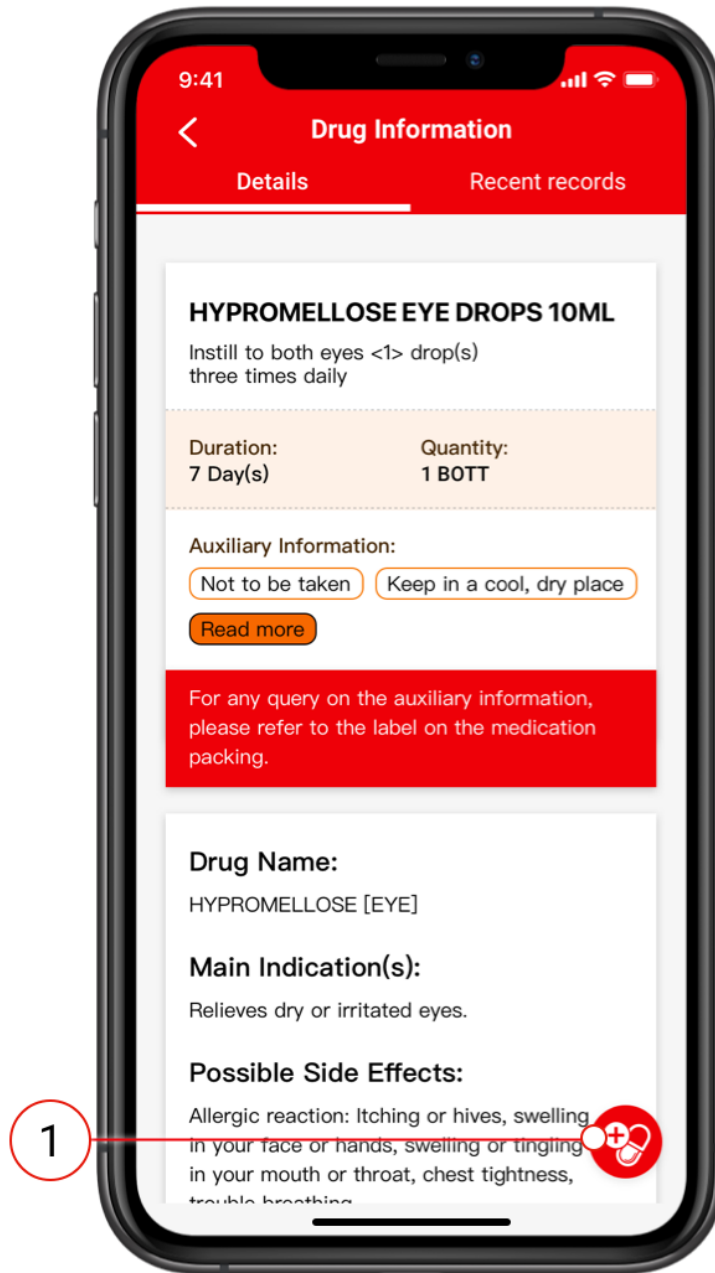 9:41
Drug Information
Details
Recent records
HYPROMELLOSE EYE DROPS 10ML
Instill to both eyes <1> drop(s)
three times daily
Duration:
7 Day(s)
Quantity:
1 BOTT
Auxiliary Information:
Not to be taken
Keep in a cool, dry place
Read more
For any query on the auxiliary information,
please refer to the label on the medication
packing.
Drug Name:
HYPROMELLOSE [EYE]
Main Indication(s):
Relieves dry or irritated eyes.
Possible Side Effects:
Allergic reaction: Itching or hives, swelling
1
in your face or hands, swelling or tingling
in your mouth or throat, chest tightness,
trouble breathing